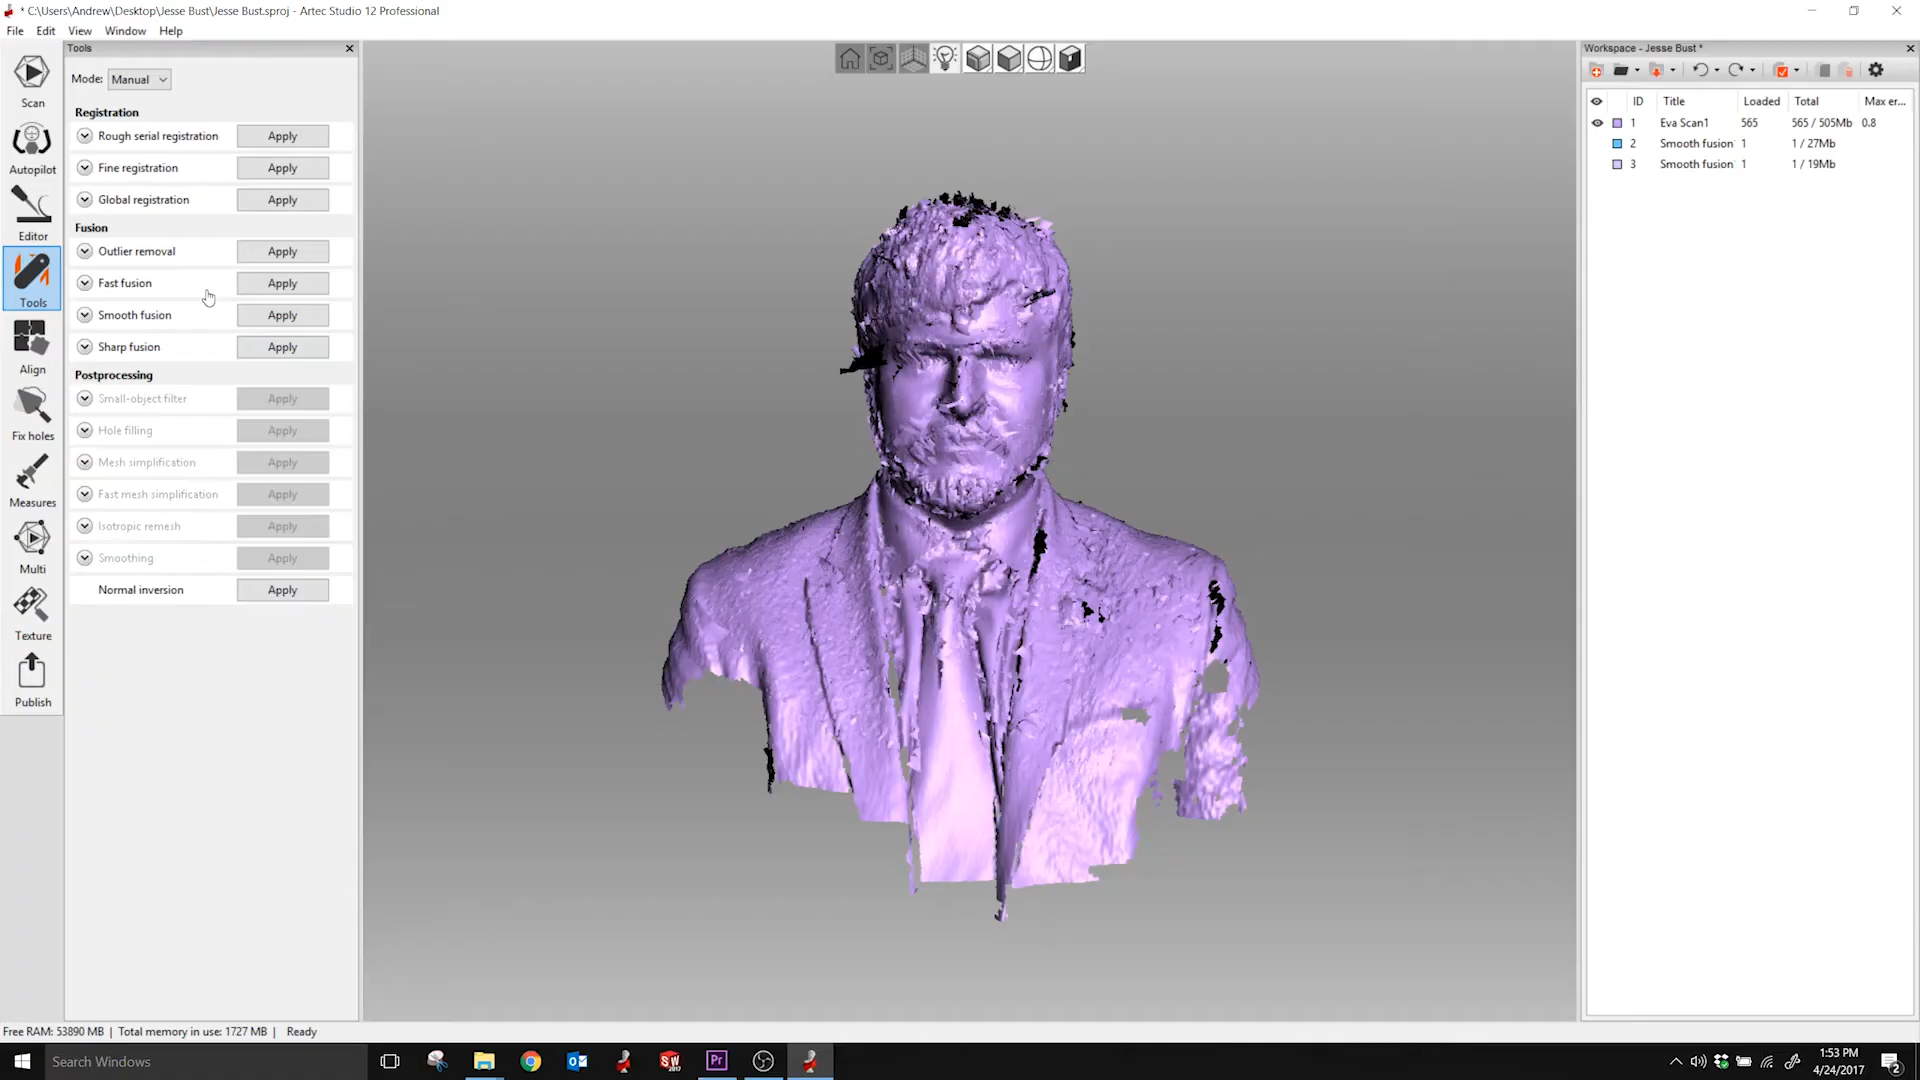 * C:\Users\Andrew\Desktop\Jesse Bust\Jesse Bust.sproj - Artec Studio 12 Professional
File Edit View Window Help
Tools
Workspace - Jesse Bust *
Mode: Manual
Scan
Autopilot
Editor
Tools
Align
Fix holes
Measures
Multi
Texture
Publish
Registration
Rough serial registration Apply
Fine registration Apply
Global registration Apply
Fusion
Outlier removal Apply
Fast fusion Apply
Smooth fusion Apply
Sharp fusion Apply
Postprocessing
Small-object filter Apply
Hole filling Apply
Mesh simplification Apply
Fast mesh simplification Apply
Isotropic remesh Apply
Smoothing Apply
Normal inversion Apply
ID Title Loaded Total Max er...
1 Eva Scan1 565 565 / 505Mb 0.8
2 Smooth fusion 1 1 / 27Mb
3 Smooth fusion 1 1 / 19Mb
Free RAM: 53890 MB | Total memory in use: 1727 MB | Ready
Search Windows
Pr
SW
2017
1:53 PM
4/24/2017
2